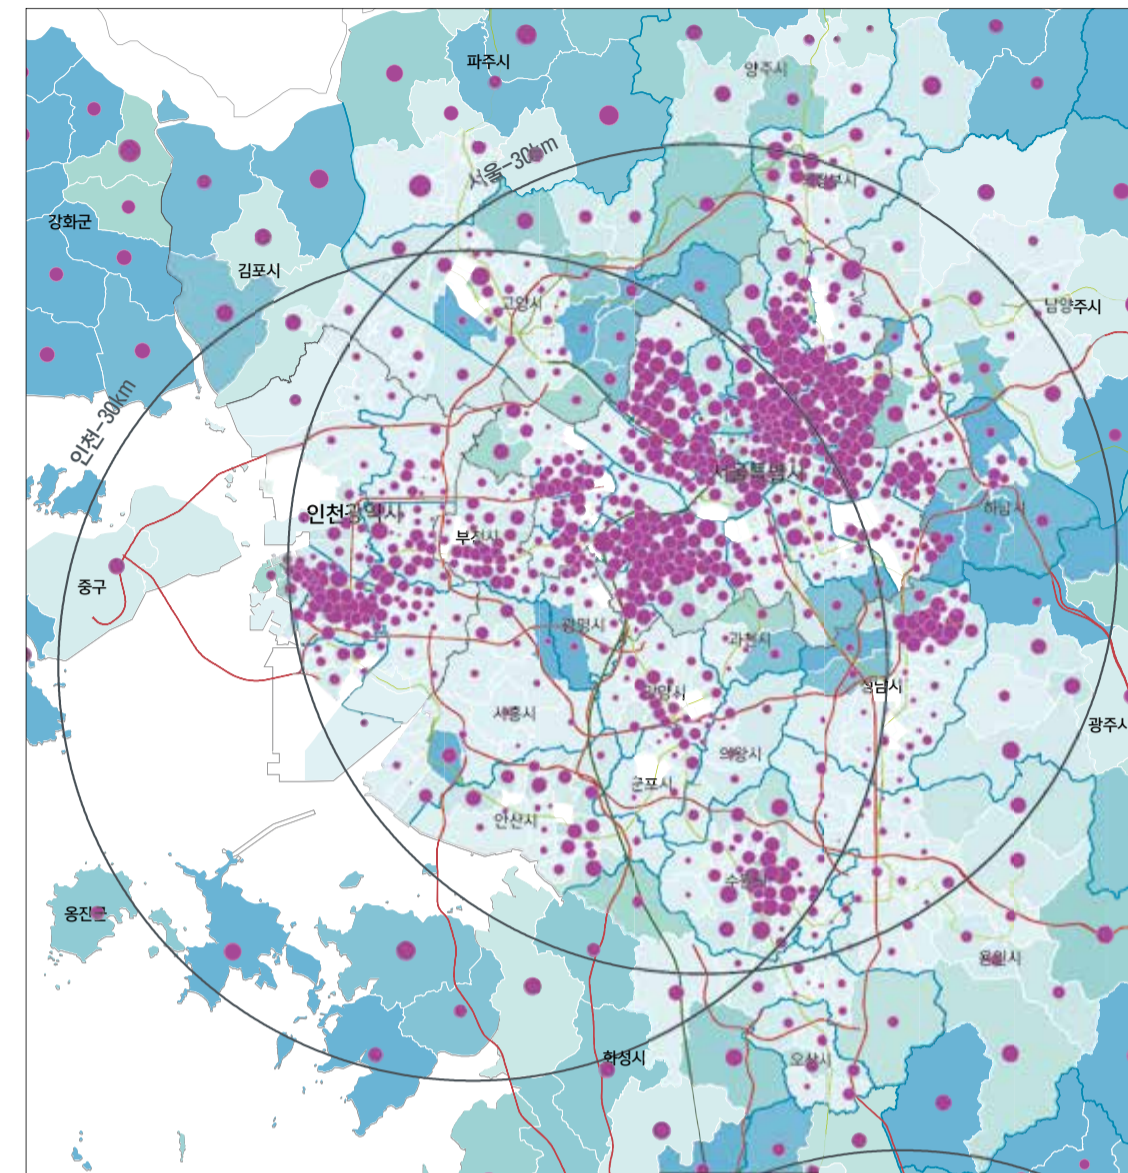 파주시
양주시
서울-30km
의정부시
강화군
김포시
고양시
남양주시
인천-30km
서울특별시
인천광역시
하남시
부천시
중구
광명시
과천시
성남시
안양시
시흥시
광주시
의왕시
군포시
안산시
수원시
옹진군
용인시
화성시
오산시